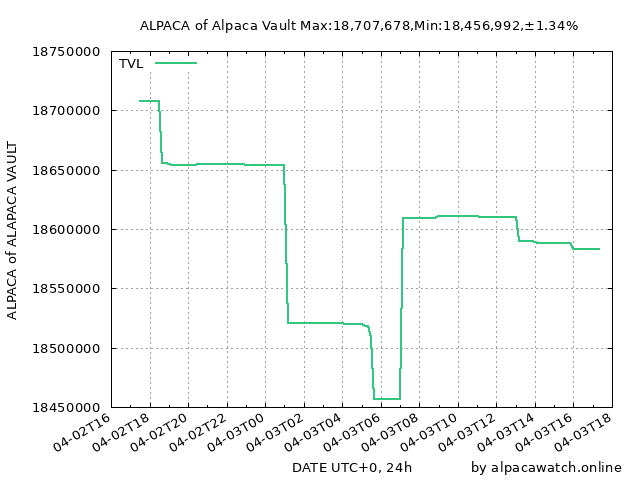 ALPACA of Alpaca Vault Max:18,707,678,Min:18,456,992,±1.34%
TVL
18750000
18700000
18650000
18600000
18550000
18500000
18450000
ALPACA of ALAPACA VAULT
04-02T16
04-02T18
04-02T20
04-02T22
04-03T00
04-03T02
04-03T04
04-03T06
04-03T08
04-03T10
04-03T12
04-03T14
04-03T16
04-03T18
DATE UTC+0, 24h
by alpacawatch.online